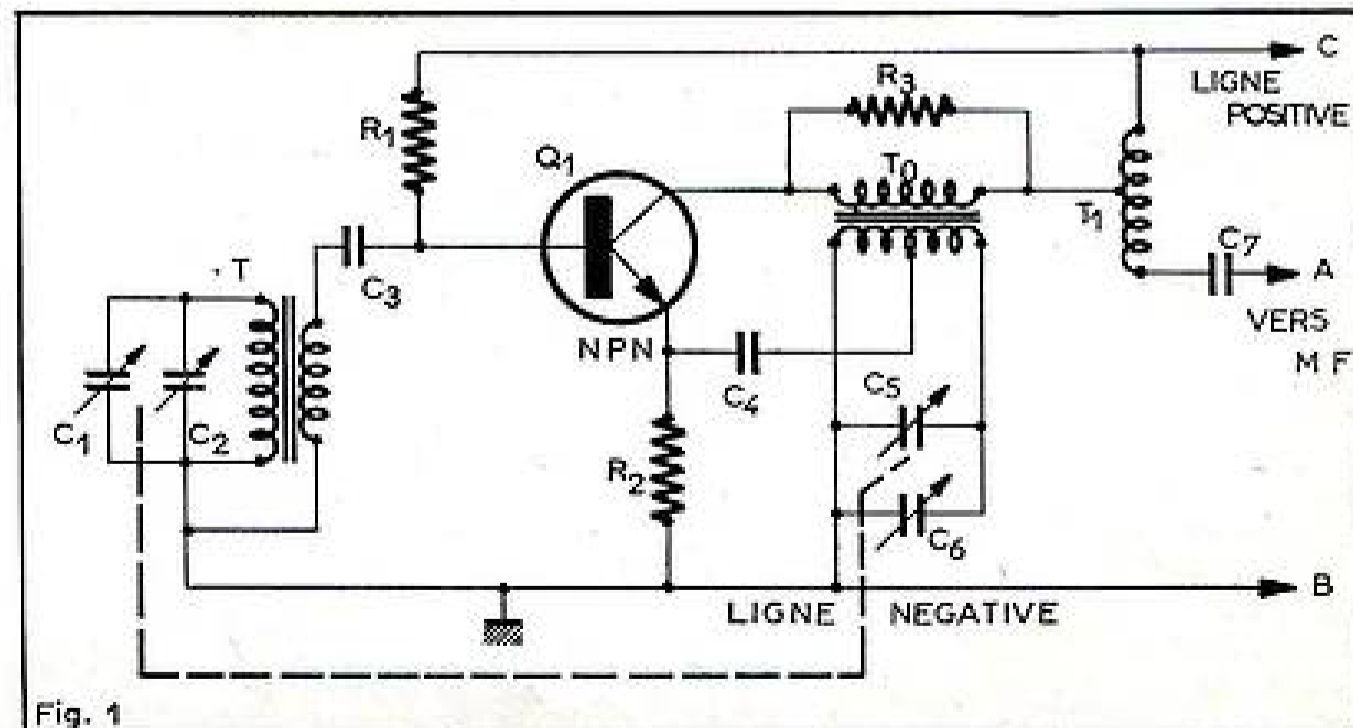 C
LIGNE
POSITIVE
R3
R1
Q1
T0
T1
C7
A
VERS
MF
T
C3
NPN
C4
C5
C1
C2
R2
C6
B
LIGNE NEGATIVE
Fig. 1